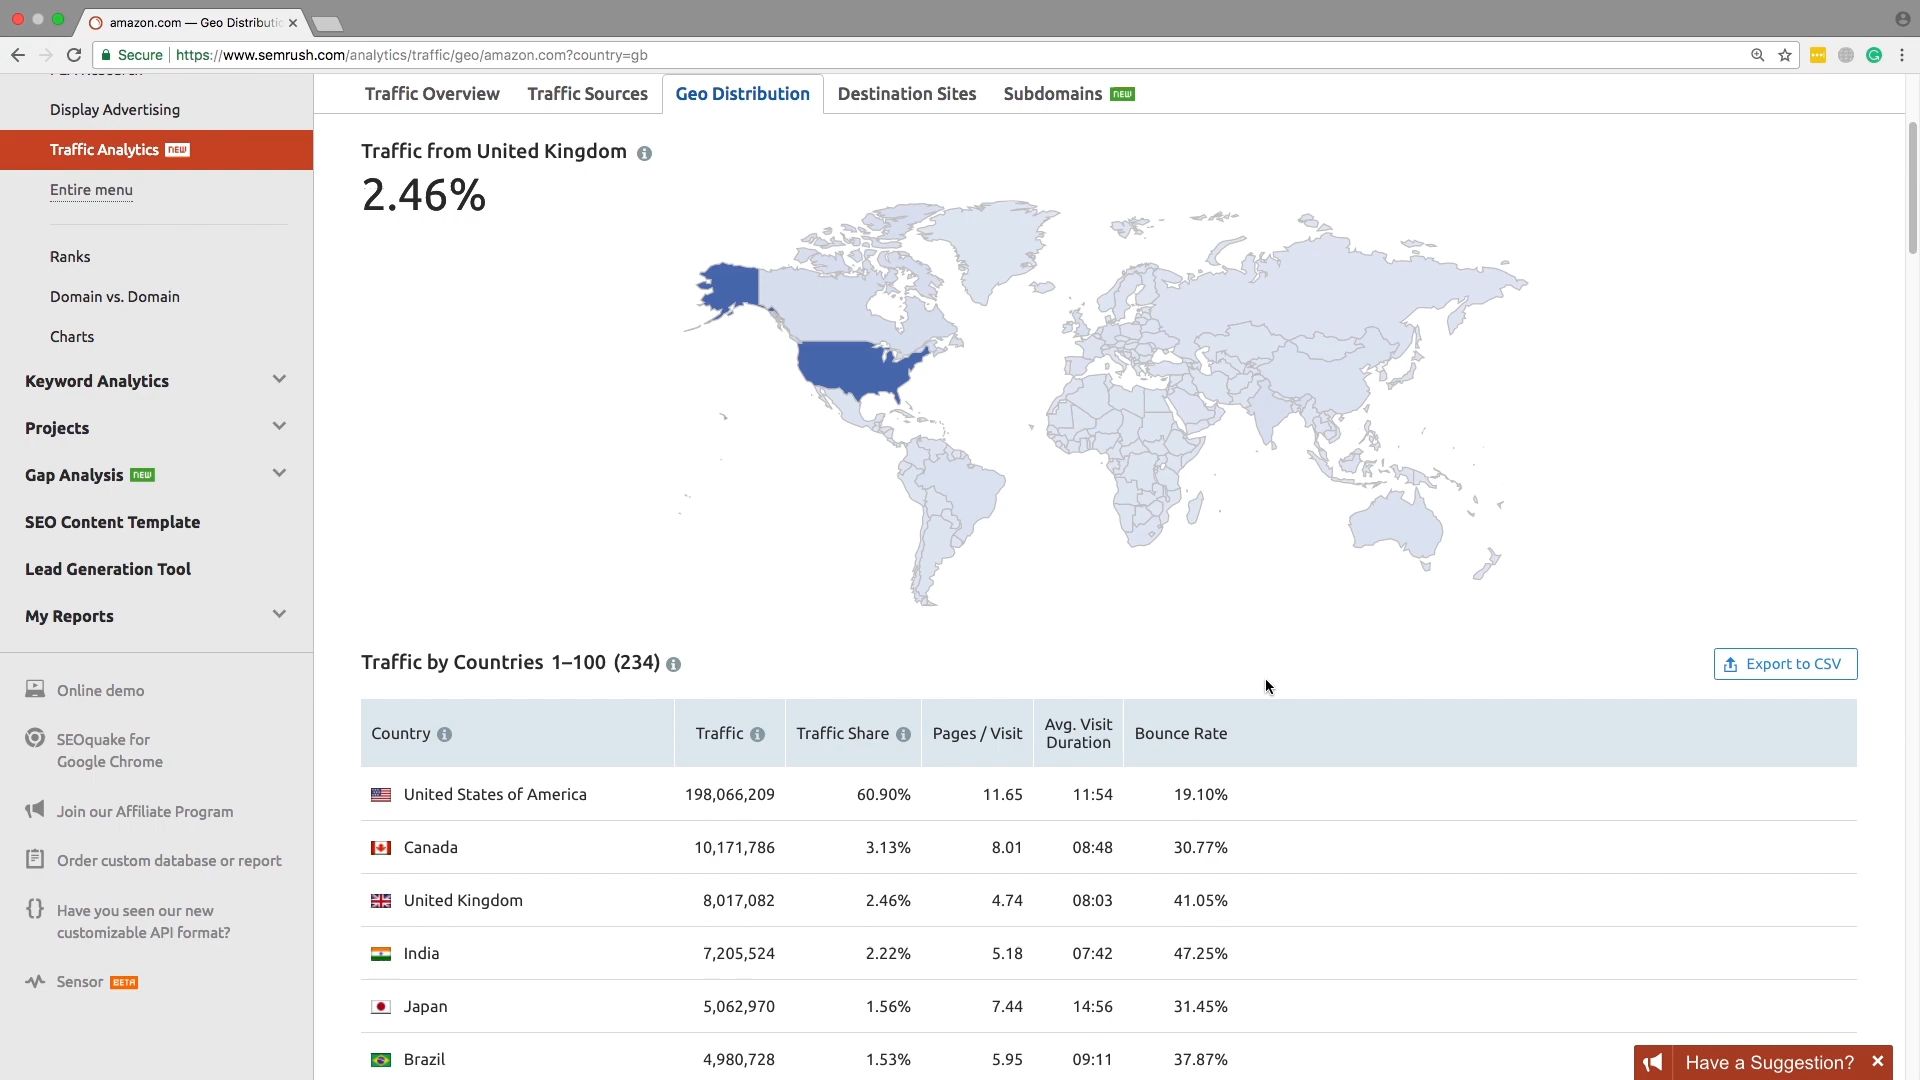 amazon.com — Geo Distributio
Secure https://www.semrush.com/analytics/traffic/geo/amazon.com?country=gb
Display Advertising
Traffic Analytics NEW
Entire menu
Ranks
Domain vs. Domain
Charts
Keyword Analytics
Projects
Gap Analysis NEW
SEO Content Template
Lead Generation Tool
My Reports
Online demo
SEOquake for
Google Chrome
Join our Affiliate Program
Order custom database or report
Have you seen our new
customizable API format?
Sensor BETA
Traffic Overview Traffic Sources Geo Distribution Destination Sites Subdomains NEW
Traffic from United Kingdom
2.46%
Traffic by Countries 1–100 (234)
Export to CSV
Country Traffic Traffic Share Pages / Visit Avg. Visit Duration Bounce Rate
United States of America 198,066,209 60.90% 11.65 11:54 19.10%
Canada 10,171,786 3.13% 8.01 08:48 30.77%
United Kingdom 8,017,082 2.46% 4.74 08:03 41.05%
India 7,205,524 2.22% 5.18 07:42 47.25%
Japan 5,062,970 1.56% 7.44 14:56 31.45%
Brazil 4,980,728 1.53% 5.95 09:11 37.87%
Have a Suggestion?